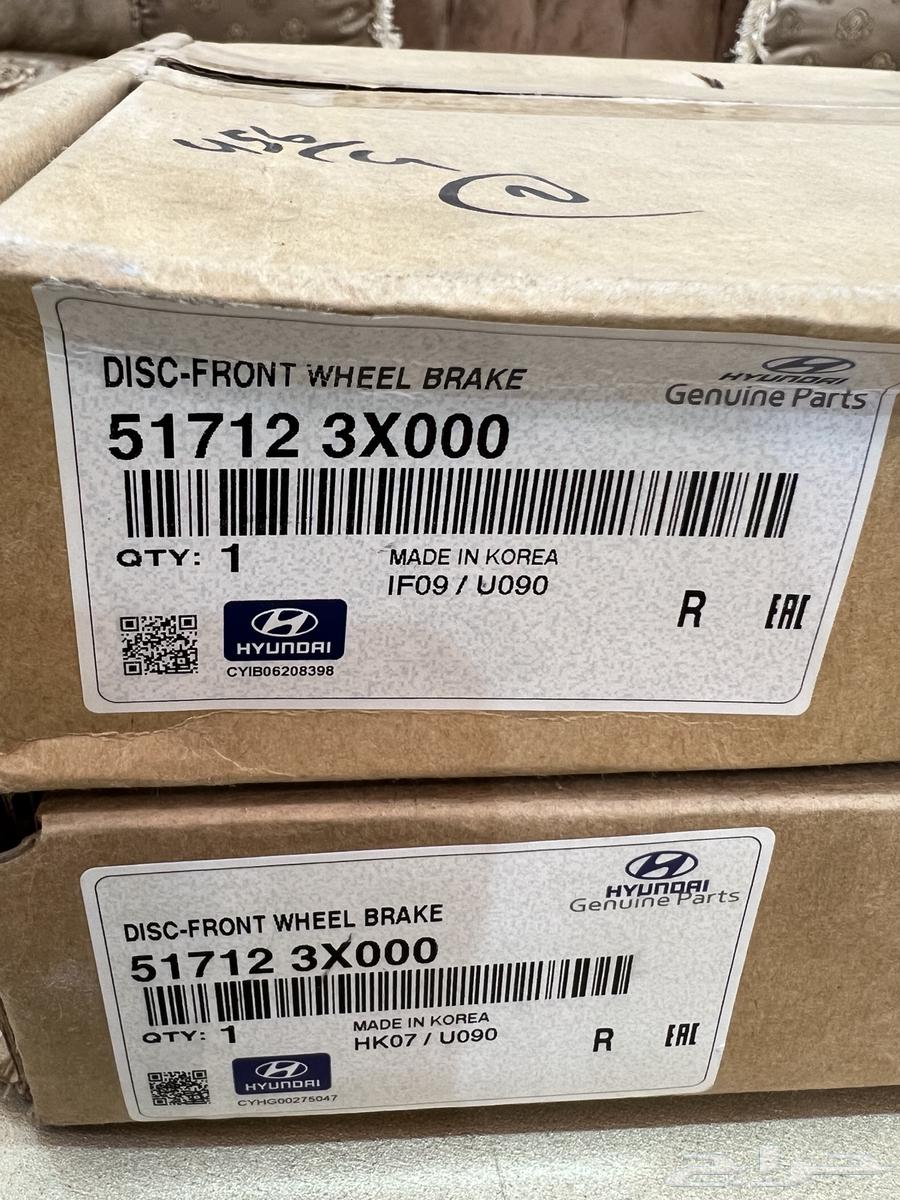 DISC-FRONT WHEEL BRAKE
HYUNDAI
Genuine Parts
51712 3X000
QTY: 1
MADE IN KOREA
IF09 / U090
R
EAC
HYUNDAI
CYIB06208398
HYUNDAI
Genuine Parts
DISC-FRONT WHEEL BRAKE
51712 3X000
QTY: 1
MADE IN KOREA
HK07 / U090
R
EAC
HYUNDAI
CYHG00275047
حراج